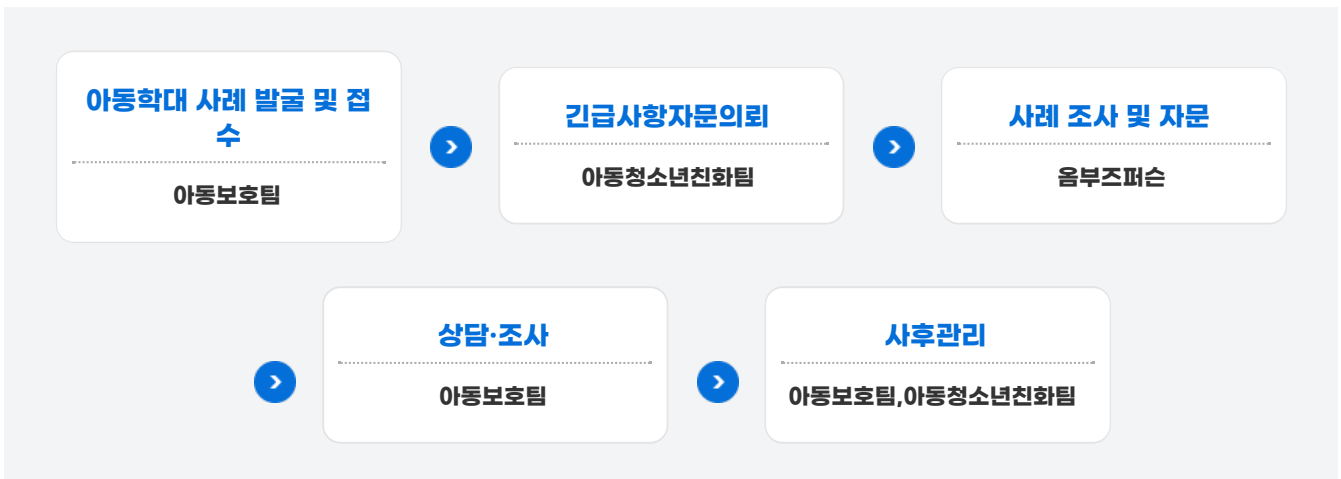 아동학대 사례 발굴 및 접
수
아동보호팀
긴급사항자문의뢰
아동청소년친화팀
사례 조사 및 자문
옴부즈퍼슨
상담·조사
아동보호팀
사후관리
아동보호팀,아동청소년친화팀